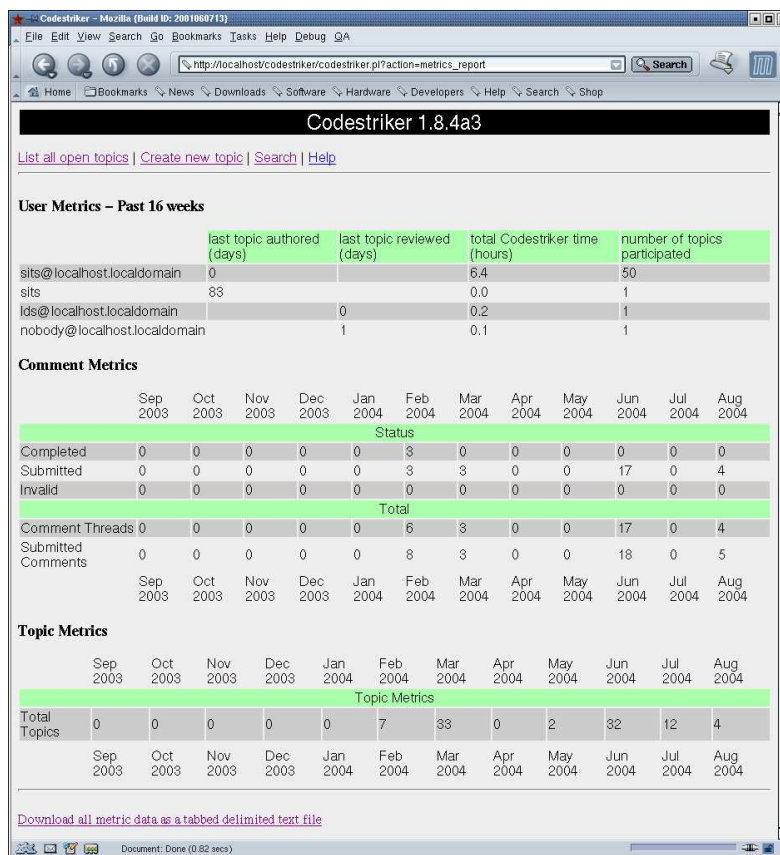 Codestriker - Mozilla {Build ID: 2001060713}
File Edit View Search Go Bookmarks Tasks Help Debug QA
http://localhost/codestriker/codestriker.pl?action=metrics_report Search
Home Bookmarks News Downloads Software Hardware Developers Help Search Shop
Codestriker 1.8.4a3
List all open topics | Create new topic | Search | Help
User Metrics – Past 16 weeks
last topic authored (days) last topic reviewed (days) total Codestriker time (hours) number of topics participated
sits@localhost.localdomain 0 6.4 50
sits 83 0.0 1
lds@localhost.localdomain 0 0.2 1
nobody@localhost.localdomain 1 0.1 1
Comment Metrics
Sep 2003 Oct 2003 Nov 2003 Dec 2003 Jan 2004 Feb 2004 Mar 2004 Apr 2004 May 2004 Jun 2004 Jul 2004 Aug 2004
Status
Completed 0 0 0 0 0 3 0 0 0 0 0 0
Submitted 0 0 0 0 0 3 3 0 0 17 0 4
Invalid 0 0 0 0 0 0 0 0 0 0 0 0
Total
Comment Threads 0 0 0 0 0 6 3 0 0 17 0 4
Submitted Comments 0 0 0 0 0 8 3 0 0 18 0 5
Sep 2003 Oct 2003 Nov 2003 Dec 2003 Jan 2004 Feb 2004 Mar 2004 Apr 2004 May 2004 Jun 2004 Jul 2004 Aug 2004
Topic Metrics
Sep 2003 Oct 2003 Nov 2003 Dec 2003 Jan 2004 Feb 2004 Mar 2004 Apr 2004 May 2004 Jun 2004 Jul 2004 Aug 2004
Topic Metrics
Total Topics 0 0 0 0 0 7 33 0 2 32 12 4
Sep 2003 Oct 2003 Nov 2003 Dec 2003 Jan 2004 Feb 2004 Mar 2004 Apr 2004 May 2004 Jun 2004 Jul 2004 Aug 2004
Download all metric data as a tabbed delimited text file
Document: Done (0.82 secs)